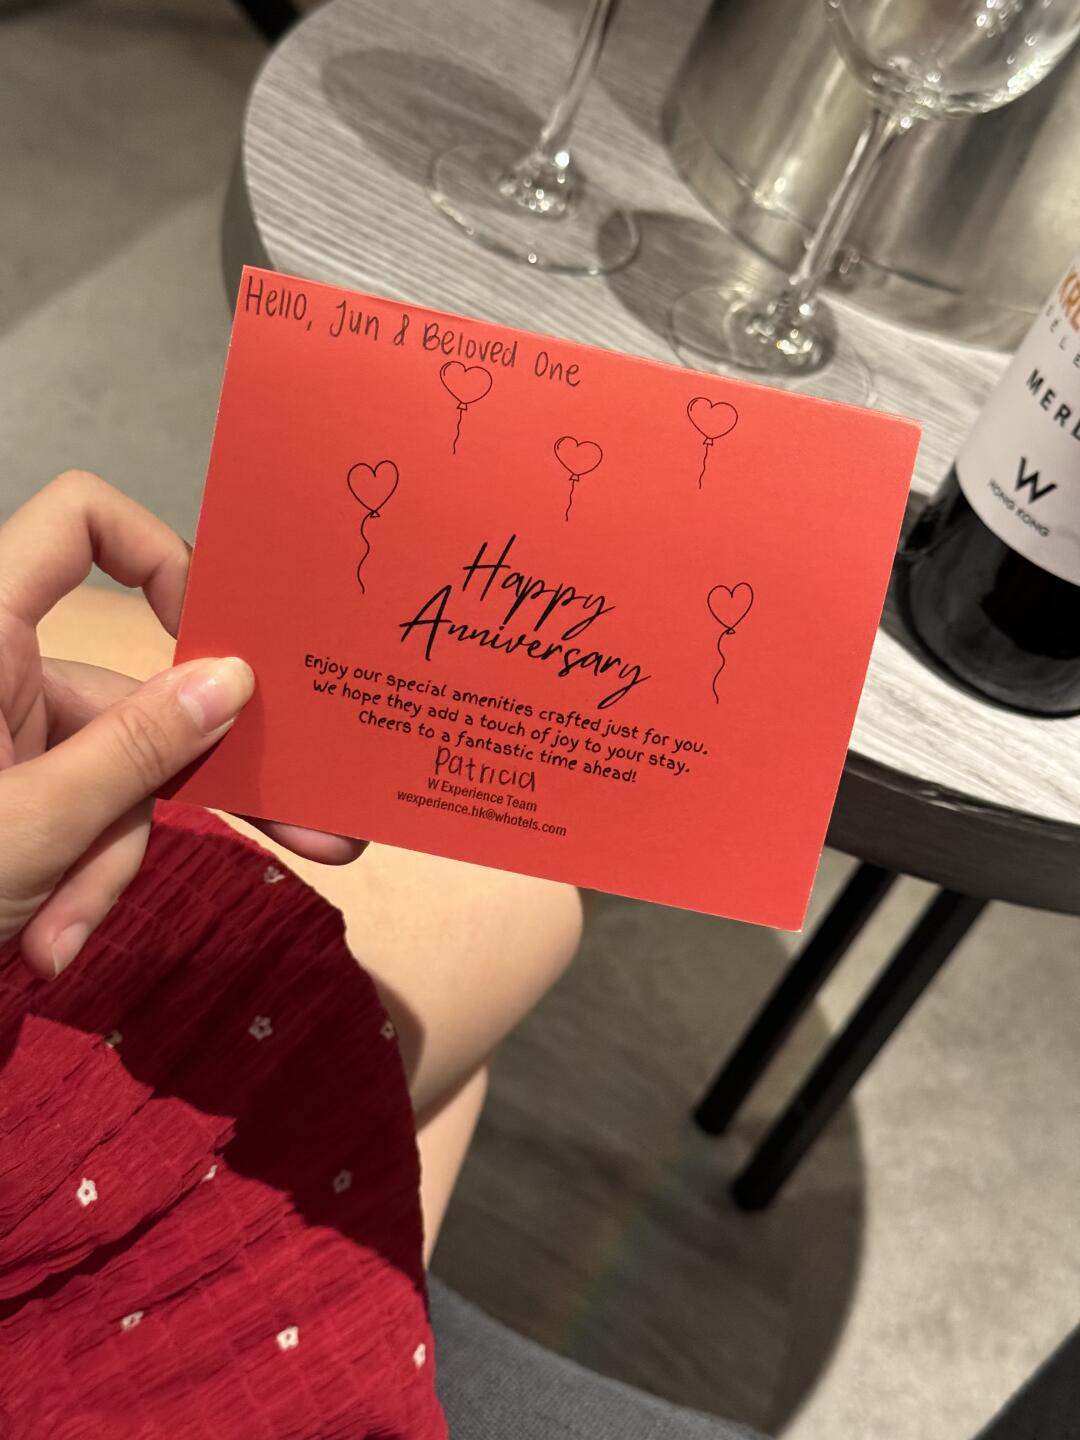 Hello, Jun & Beloved One
Happy
Anniversary
Enjoy our special amenities crafted just for you.
We hope they add a touch of joy to your stay.
Cheers to a fantastic time ahead!
Patricia
W Experience Team
wexperience.hk@whotels.com
W
HONG KONG